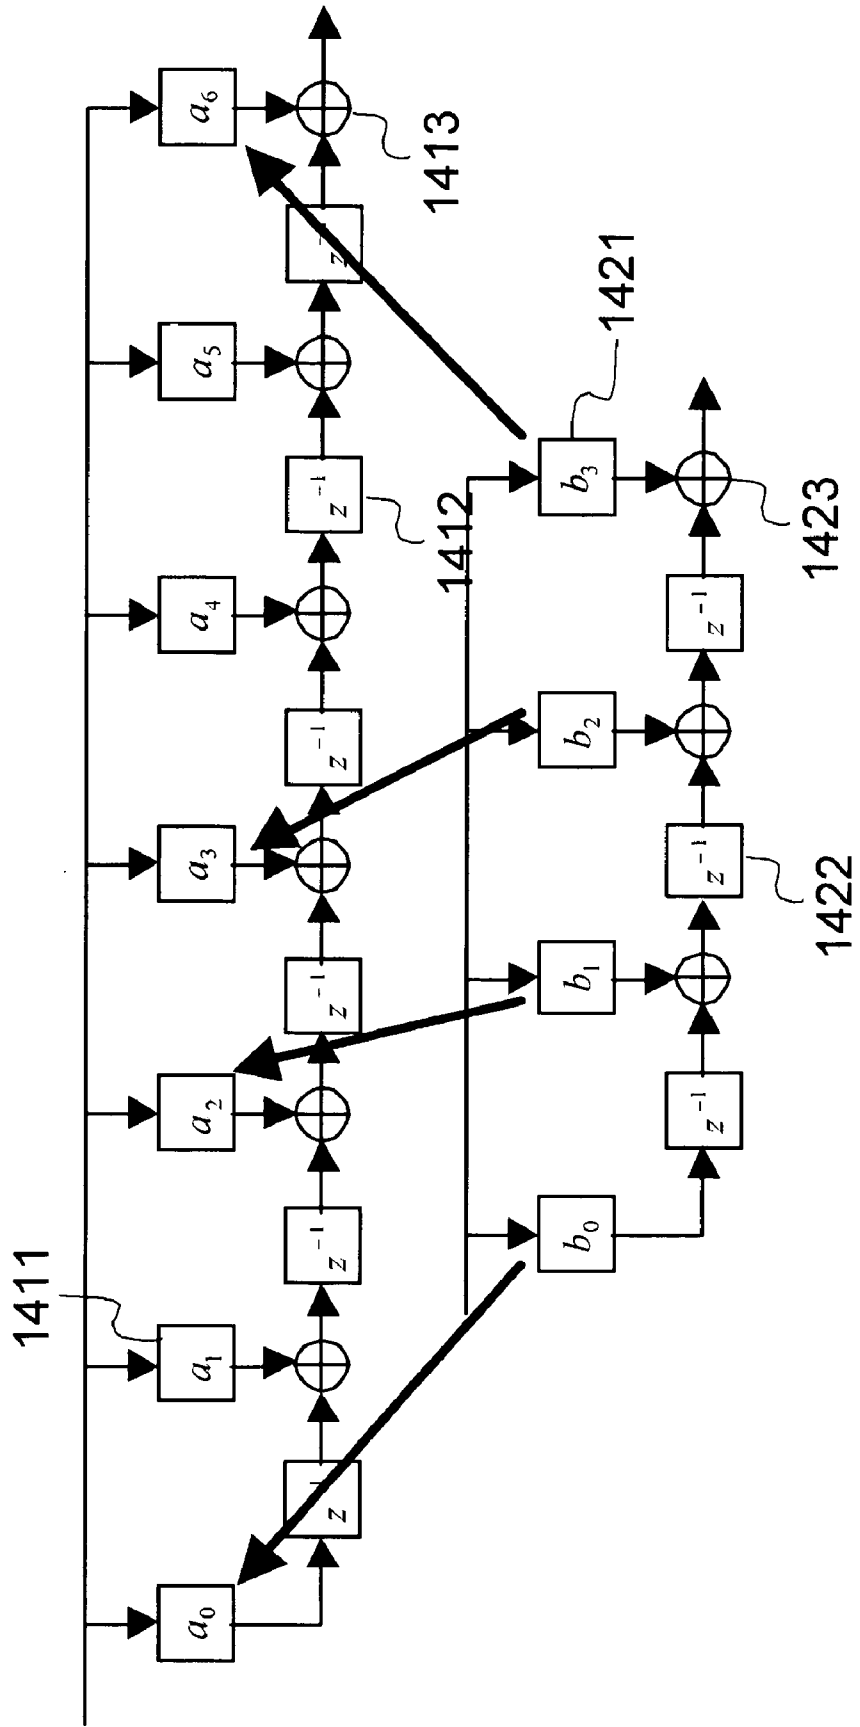 1411
a₀ a₁ a₂ a₃ a₄ a₅ a₆
z⁻¹ z⁻¹ z⁻¹ z⁻¹ z⁻¹ z⁻¹
1412
1413
b₀ b₁ b₂ b₃
1421
z⁻¹ z⁻¹ z⁻¹
1422
1423